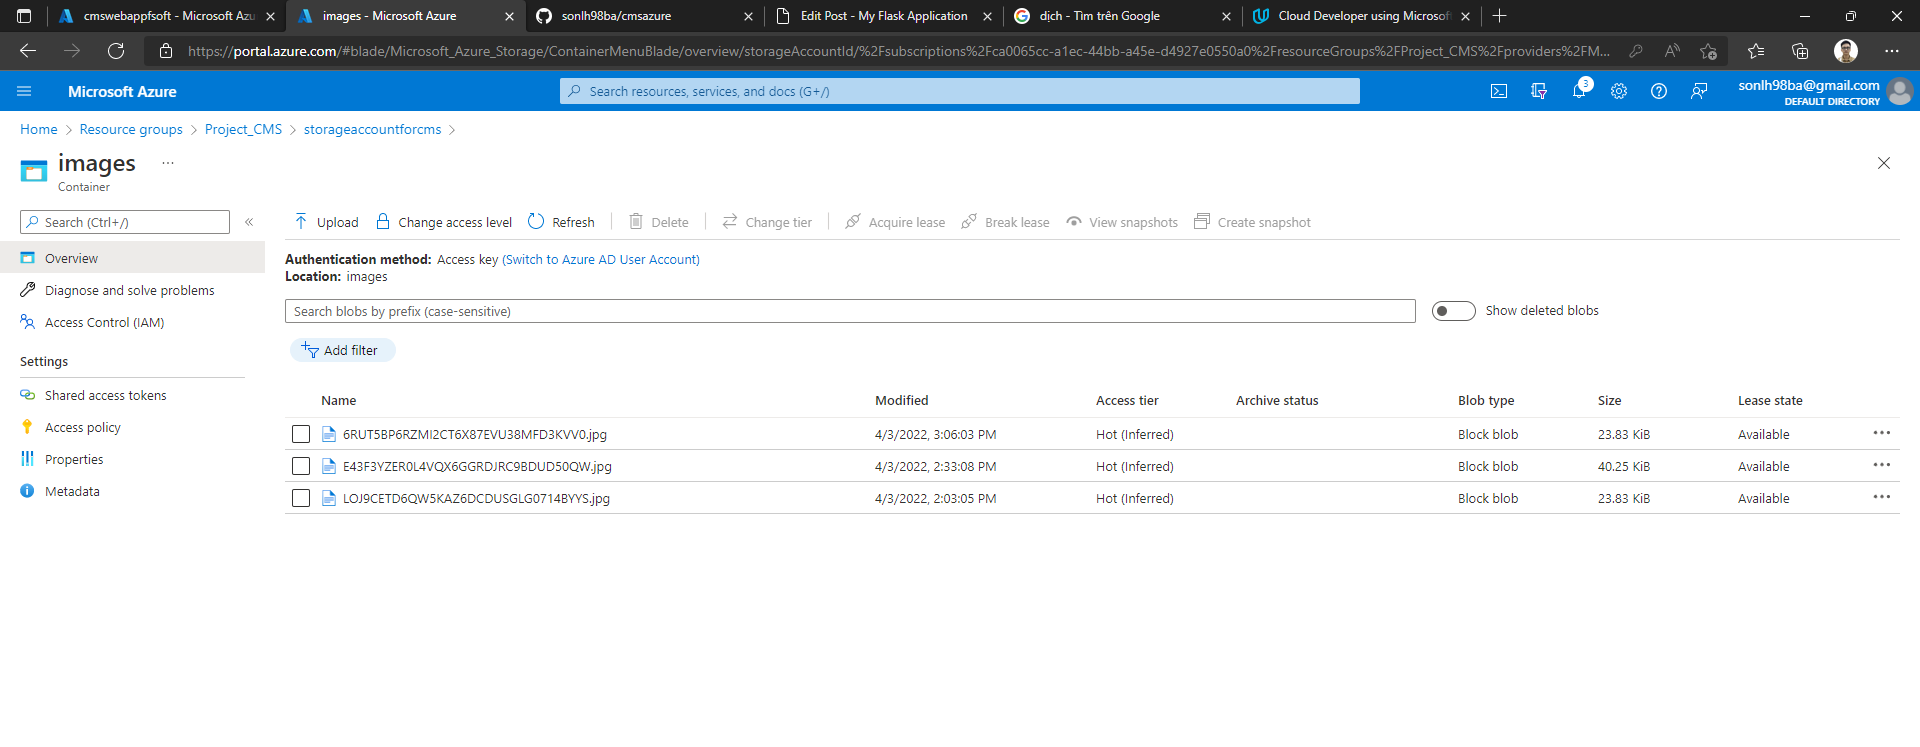 cmswebappfsoft - Microsoft Azu
images - Microsoft Azure
sonlh98ba/cmsazure
Edit Post - My Flask Application
dịch - Tìm trên Google
Cloud Developer using Microsoft
https://portal.azure.com/#blade/Microsoft_Azure_Storage/ContainerMenuBlade/overview/storageAccountId/%2Fsubscriptions%2Fca0065cc-a1ec-44bb-a45e-d4927e0550a0%2FresourceGroups%2FProject_CMS%2Fproviders%2FM...
Microsoft Azure
Search resources, services, and docs (G+/)
3
sonlh98ba@gmail.com
DEFAULT DIRECTORY
Home > Resource groups > Project_CMS > storageaccountforcms >
images ...
Container
Search (Ctrl+/) «
Upload Change access level Refresh Delete Change tier Acquire lease Break lease View snapshots Create snapshot
Overview
Diagnose and solve problems
Access Control (IAM)
Settings
Shared access tokens
Access policy
Properties
Metadata
Authentication method: Access key (Switch to Azure AD User Account)
Location: images
Search blobs by prefix (case-sensitive)
Show deleted blobs
Add filter
Name Modified Access tier Archive status Blob type Size Lease state
6RUT5BP6RZMI2CT6X87EVU38MFD3KVV0.jpg 4/3/2022, 3:06:03 PM Hot (Inferred) Block blob 23.83 KiB Available ...
E43F3YZER0L4VQX6GGRDJRC9BDUD50QW.jpg 4/3/2022, 2:33:08 PM Hot (Inferred) Block blob 40.25 KiB Available ...
LOJ9CETD6QW5KAZ6DCDUSGLG0714BYYS.jpg 4/3/2022, 2:03:05 PM Hot (Inferred) Block blob 23.83 KiB Available ...